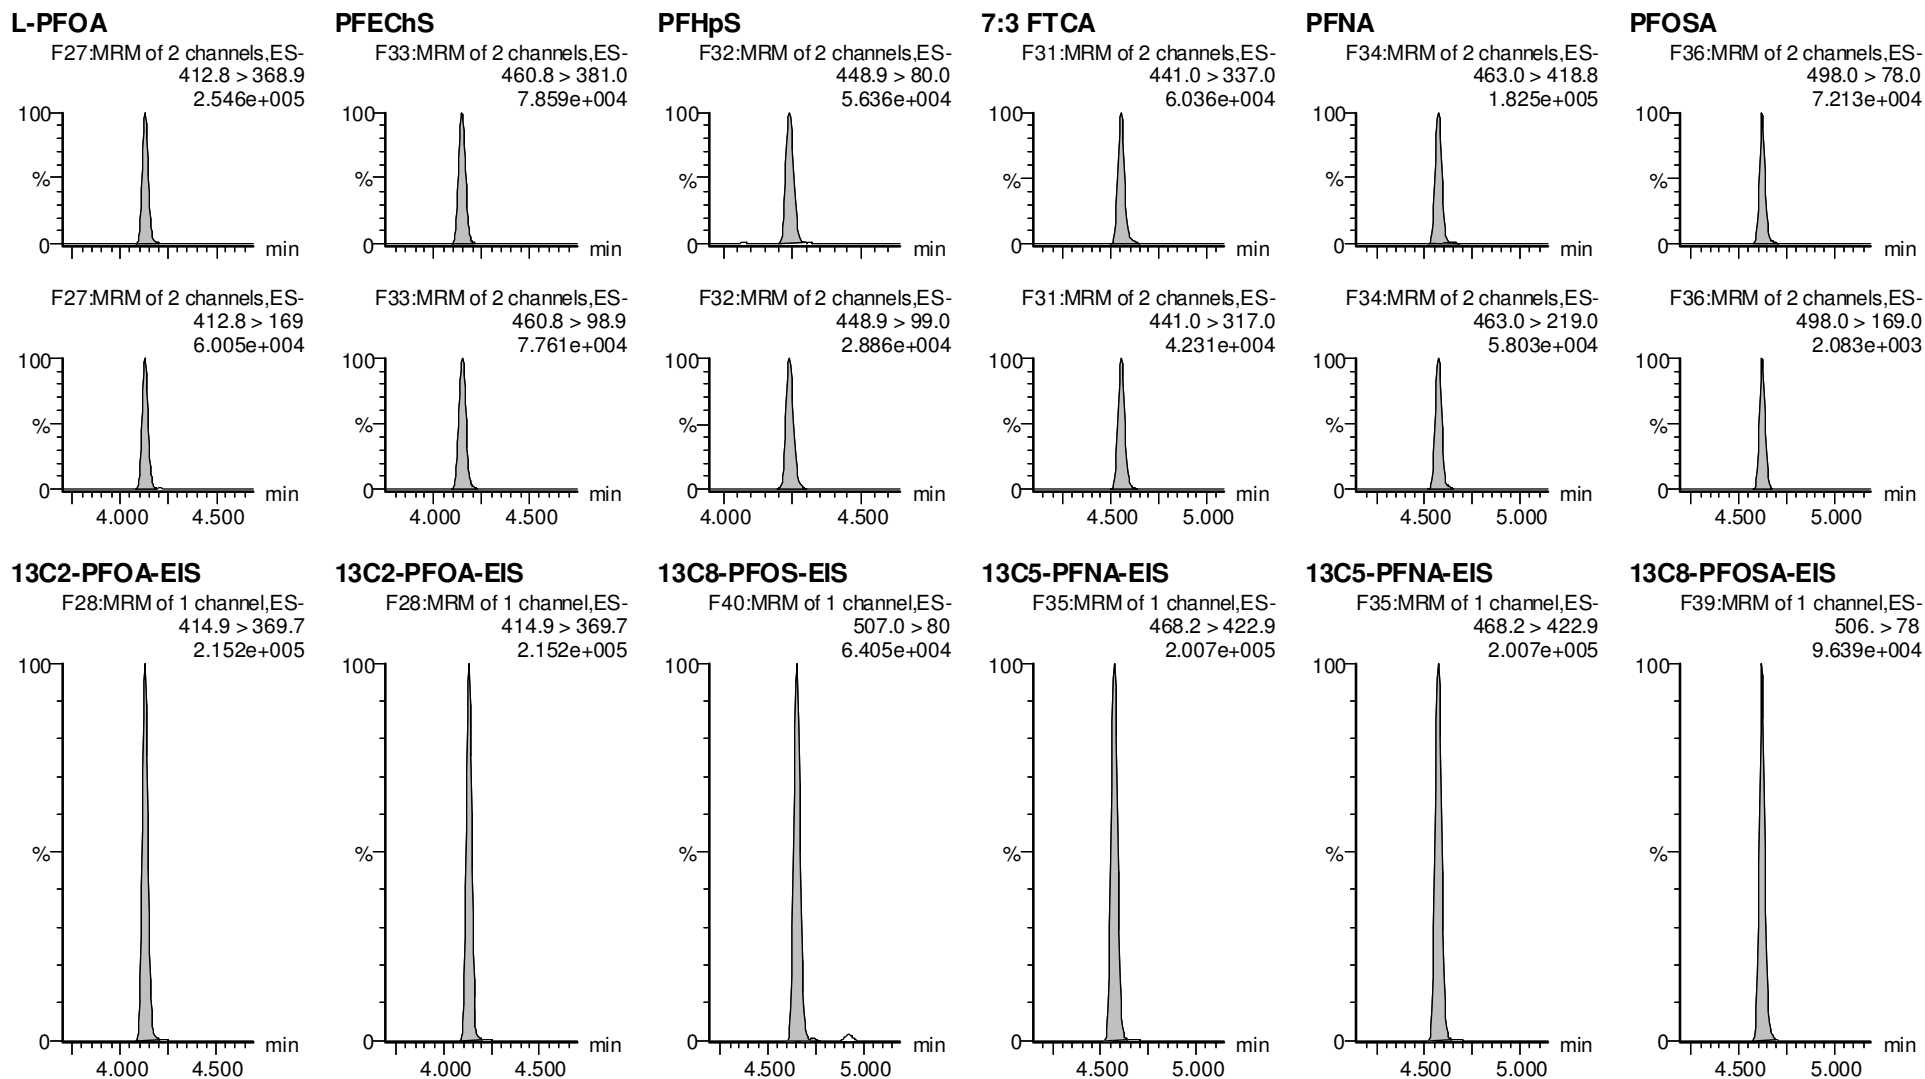 L-PFOA
F27:MRM of 2 channels,ES-
412.8 > 368.9
2.546e+005
100
%
0
min
F27:MRM of 2 channels,ES-
412.8 > 169
6.005e+004
100
%
0
min
4.000 4.500
PFEChS
F33:MRM of 2 channels,ES-
460.8 > 381.0
7.859e+004
100
%
0
min
F33:MRM of 2 channels,ES-
460.8 > 98.9
7.761e+004
100
%
0
min
4.000 4.500
PFHpS
F32:MRM of 2 channels,ES-
448.9 > 80.0
5.636e+004
100
%
0
min
F32:MRM of 2 channels,ES-
448.9 > 99.0
2.886e+004
100
%
0
min
4.000 4.500
7:3 FTCA
F31:MRM of 2 channels,ES-
441.0 > 337.0
6.036e+004
100
%
0
min
F31:MRM of 2 channels,ES-
441.0 > 317.0
4.231e+004
100
%
0
min
4.500 5.000
PFNA
F34:MRM of 2 channels,ES-
463.0 > 418.8
1.825e+005
100
%
0
min
F34:MRM of 2 channels,ES-
463.0 > 219.0
5.803e+004
100
%
0
min
4.500 5.000
PFOSA
F36:MRM of 2 channels,ES-
498.0 > 78.0
7.213e+004
100
%
0
min
F36:MRM of 2 channels,ES-
498.0 > 169.0
2.083e+003
100
%
0
min
4.500 5.000
13C2-PFOA-EIS
F28:MRM of 1 channel,ES-
414.9 > 369.7
2.152e+005
100
%
0
min
4.000 4.500
13C2-PFOA-EIS
F28:MRM of 1 channel,ES-
414.9 > 369.7
2.152e+005
100
%
0
min
4.000 4.500
13C8-PFOS-EIS
F40:MRM of 1 channel,ES-
507.0 > 80
6.405e+004
100
%
0
min
4.500 5.000
13C5-PFNA-EIS
F35:MRM of 1 channel,ES-
468.2 > 422.9
2.007e+005
100
%
0
min
4.500 5.000
13C5-PFNA-EIS
F35:MRM of 1 channel,ES-
468.2 > 422.9
2.007e+005
100
%
0
min
4.500 5.000
13C8-PFOSA-EIS
F39:MRM of 1 channel,ES-
506. > 78
9.639e+004
100
%
0
min
4.500 5.000